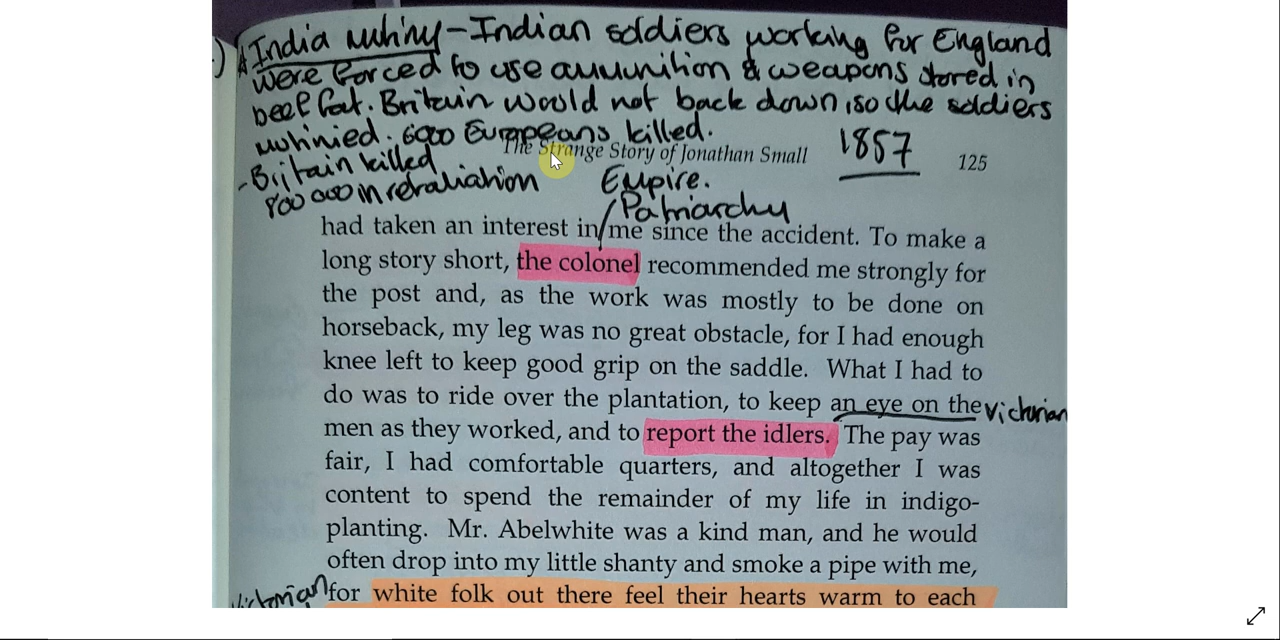 India mutiny - Indian soldiers working for England
were forced to use ammunition & weapons stored in
beef fat. Britain would not back down, so the soldiers
mutinied. 6000 Europeans killed.
- Britain killed
800 000 in retaliation
1857
The Strange Story of Jonathan Small 125
Empire.
Patriarchy
had taken an interest in me since the accident. To make a
long story short, the colonel recommended me strongly for
the post and, as the work was mostly to be done on
horseback, my leg was no great obstacle, for I had enough
knee left to keep good grip on the saddle. What I had to
do was to ride over the plantation, to keep an eye on the Victorian
men as they worked, and to report the idlers. The pay was
fair, I had comfortable quarters, and altogether I was
content to spend the remainder of my life in indigo-
planting. Mr. Abelwhite was a kind man, and he would
often drop into my little shanty and smoke a pipe with me,
Victorian for white folk out there feel their hearts warm to each